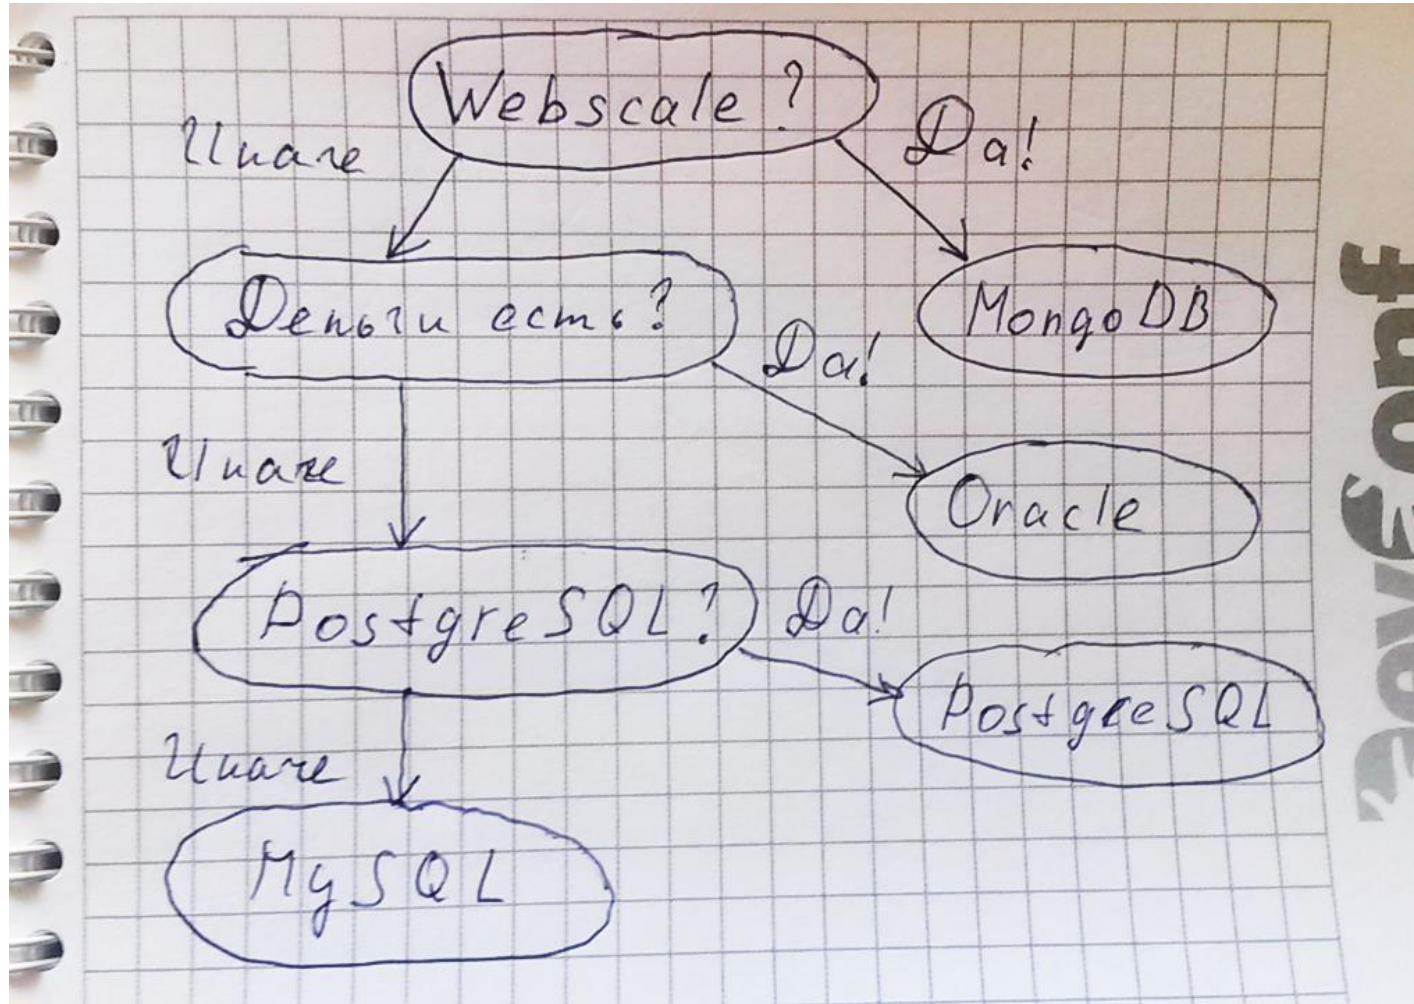 Webscale?
Иначе
Да!
Деньги есть?
MongoDB
Да!
Иначе
Oracle
PostgreSQL?
Да!
PostgreSQL
Иначе
MySQL